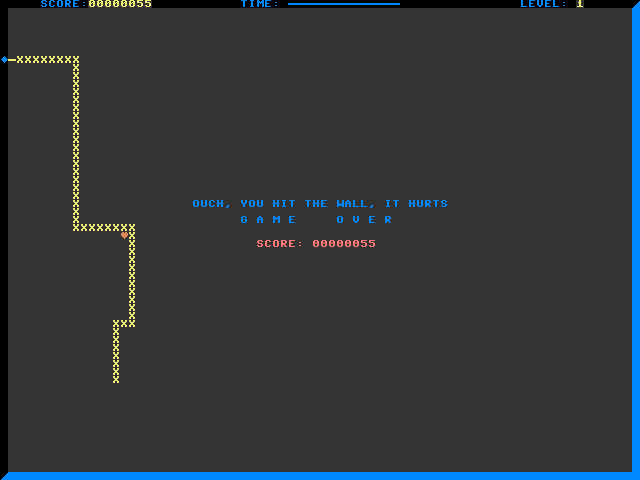 SCORE:00000055 TIME: LEVEL: 1
OUCH, YOU HIT THE WALL, IT HURTS
G A M E O V E R
SCORE: 00000055